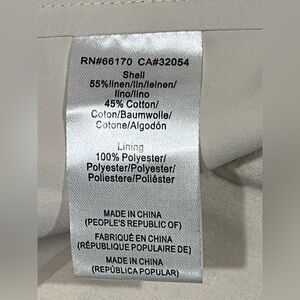 RN#66170 CA#32054
Shell
55%linen/lin/leinen/
lino/lino
45% Cotton/
Coton/Baumwolle/
Cotone/Algodón
Lining
100% Polyester/
Polyester/Polyester/
Poliestere/Poliéster
MADE IN CHINA
(PEOPLE'S REPUBLIC OF)
FABRIQUÉ EN CHINA
(RÉPUBLIQUE POPULAIRE DE)
MADE IN CHINA
(REPÚBLICA POPULAR)